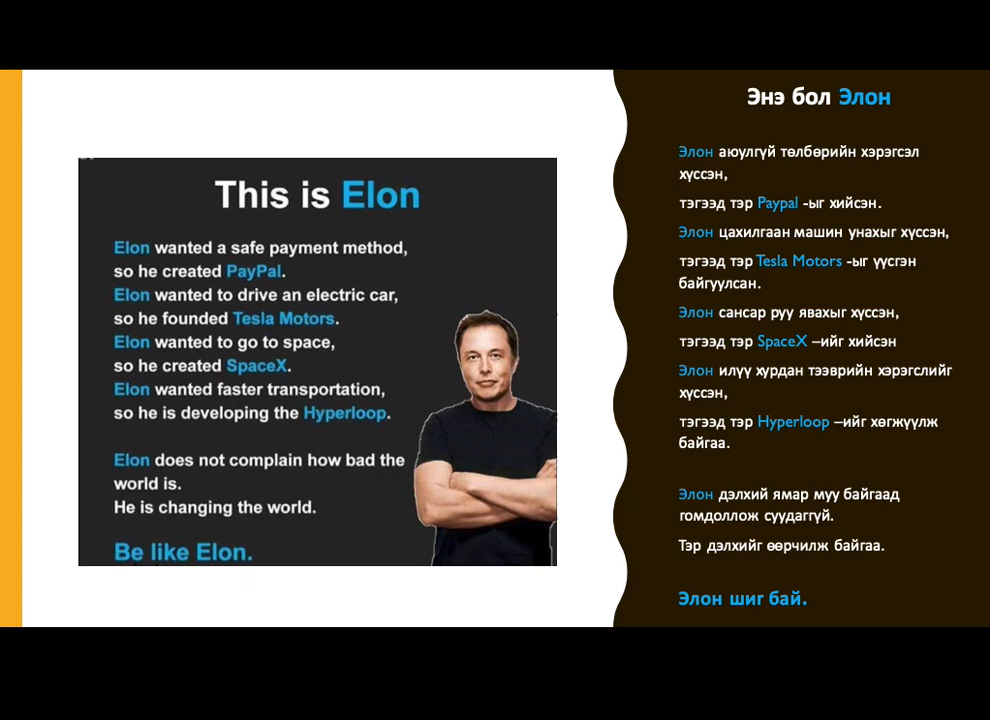 This is Elon
Elon wanted a safe payment method,
so he created PayPal.
Elon wanted to drive an electric car,
so he founded Tesla Motors.
Elon wanted to go to space,
so he created SpaceX.
Elon wanted faster transportation,
so he is developing the Hyperloop.
Elon does not complain how bad the
world is.
He is changing the world.
Be like Elon.
Энэ бол Элон
Элон аюулгүй төлбөрийн хэрэгсэл
хүссэн,
тэгээд тэр Paypal -ыг хийсэн.
Элон цахилгаан машин унахыг хүссэн,
тэгээд тэр Tesla Motors -ыг үүсгэн
байгуулсан.
Элон сансар руу явахыг хүссэн,
тэгээд тэр SpaceX –ийг хийсэн
Элон илүү хурдан тээврийн хэрэгслийг
хүссэн,
тэгээд тэр Hyperloop –ийг хөгжүүлж
байгаа.
Элон дэлхий ямар муу байгаад
гомдоллож суудаггүй.
Тэр дэлхийг өөрчилж байгаа.
Элон шиг бай.